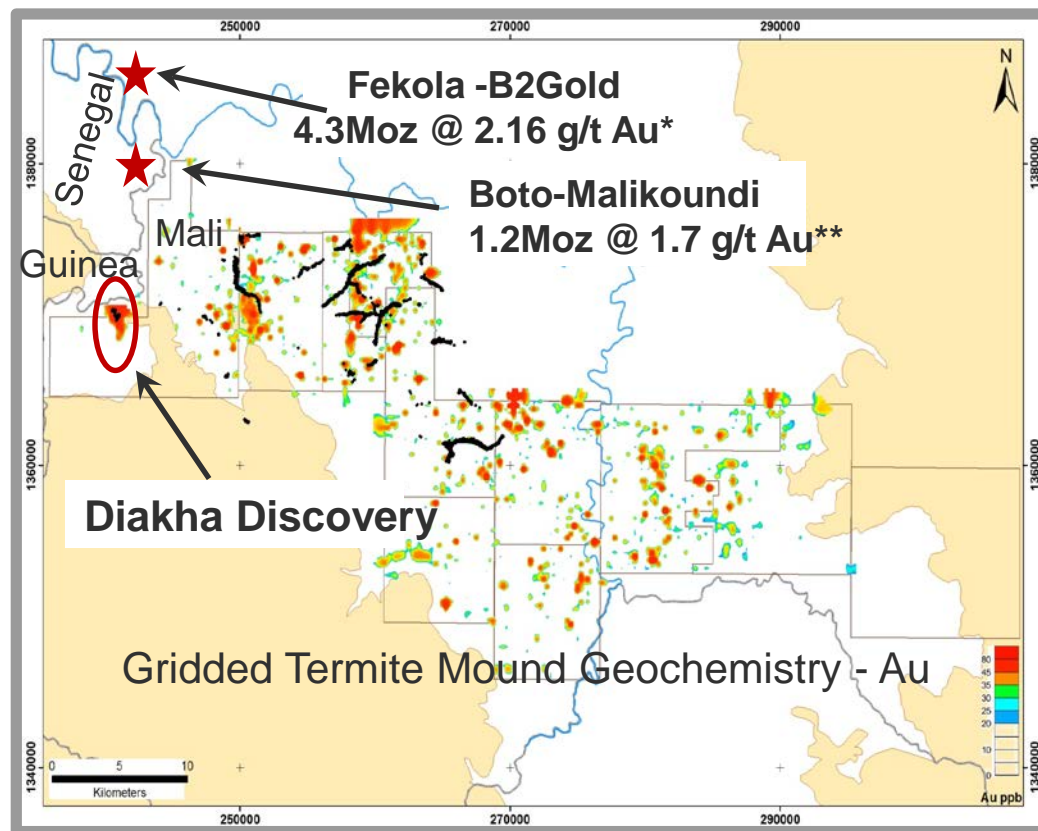 250000 270000 290000
N
Fekola -B2Gold
4.3Moz @ 2.16 g/t Au*
Senegal
1380000 1380000
Boto-Malikoundi
1.2Moz @ 1.7 g/t Au**
Mali
Guinea
1360000 1360000
Diakha Discovery
Gridded Termite Mound Geochemistry - Au
80
45
35
30
25
20
10
0
Au ppb
1340000 1340000
0 5 10
Kilometers
250000 270000 290000